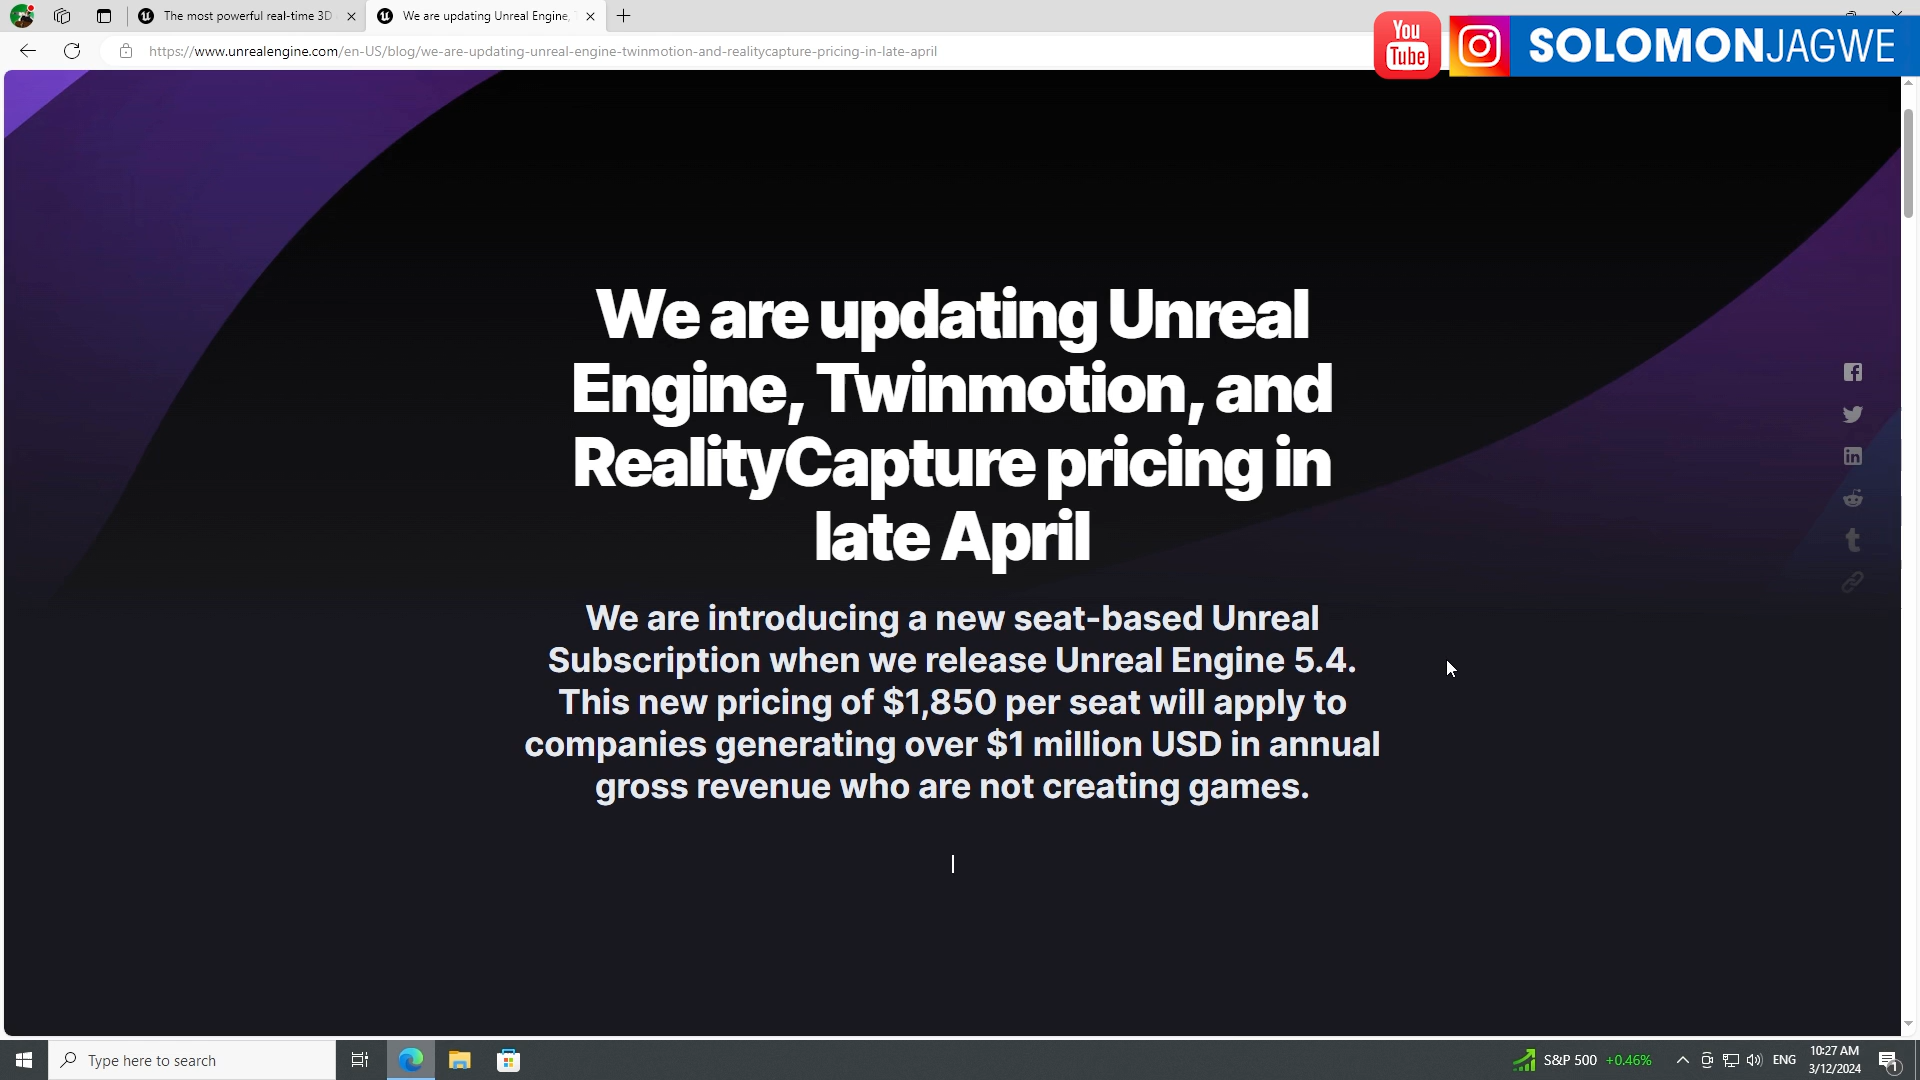 The most powerful real-time 3D
We are updating Unreal Engine,
https://www.unrealengine.com/en-US/blog/we-are-updating-unreal-engine-twinmotion-and-realitycapture-pricing-in-late-april
You
Tube
SOLOMONJAGWE
We are updating Unreal
Engine, Twinmotion, and
RealityCapture pricing in
late April
We are introducing a new seat-based Unreal
Subscription when we release Unreal Engine 5.4.
This new pricing of $1,850 per seat will apply to
companies generating over $1 million USD in annual
gross revenue who are not creating games.
Type here to search
S&P 500 +0.46%
ENG
10:27 AM
3/12/2024
1